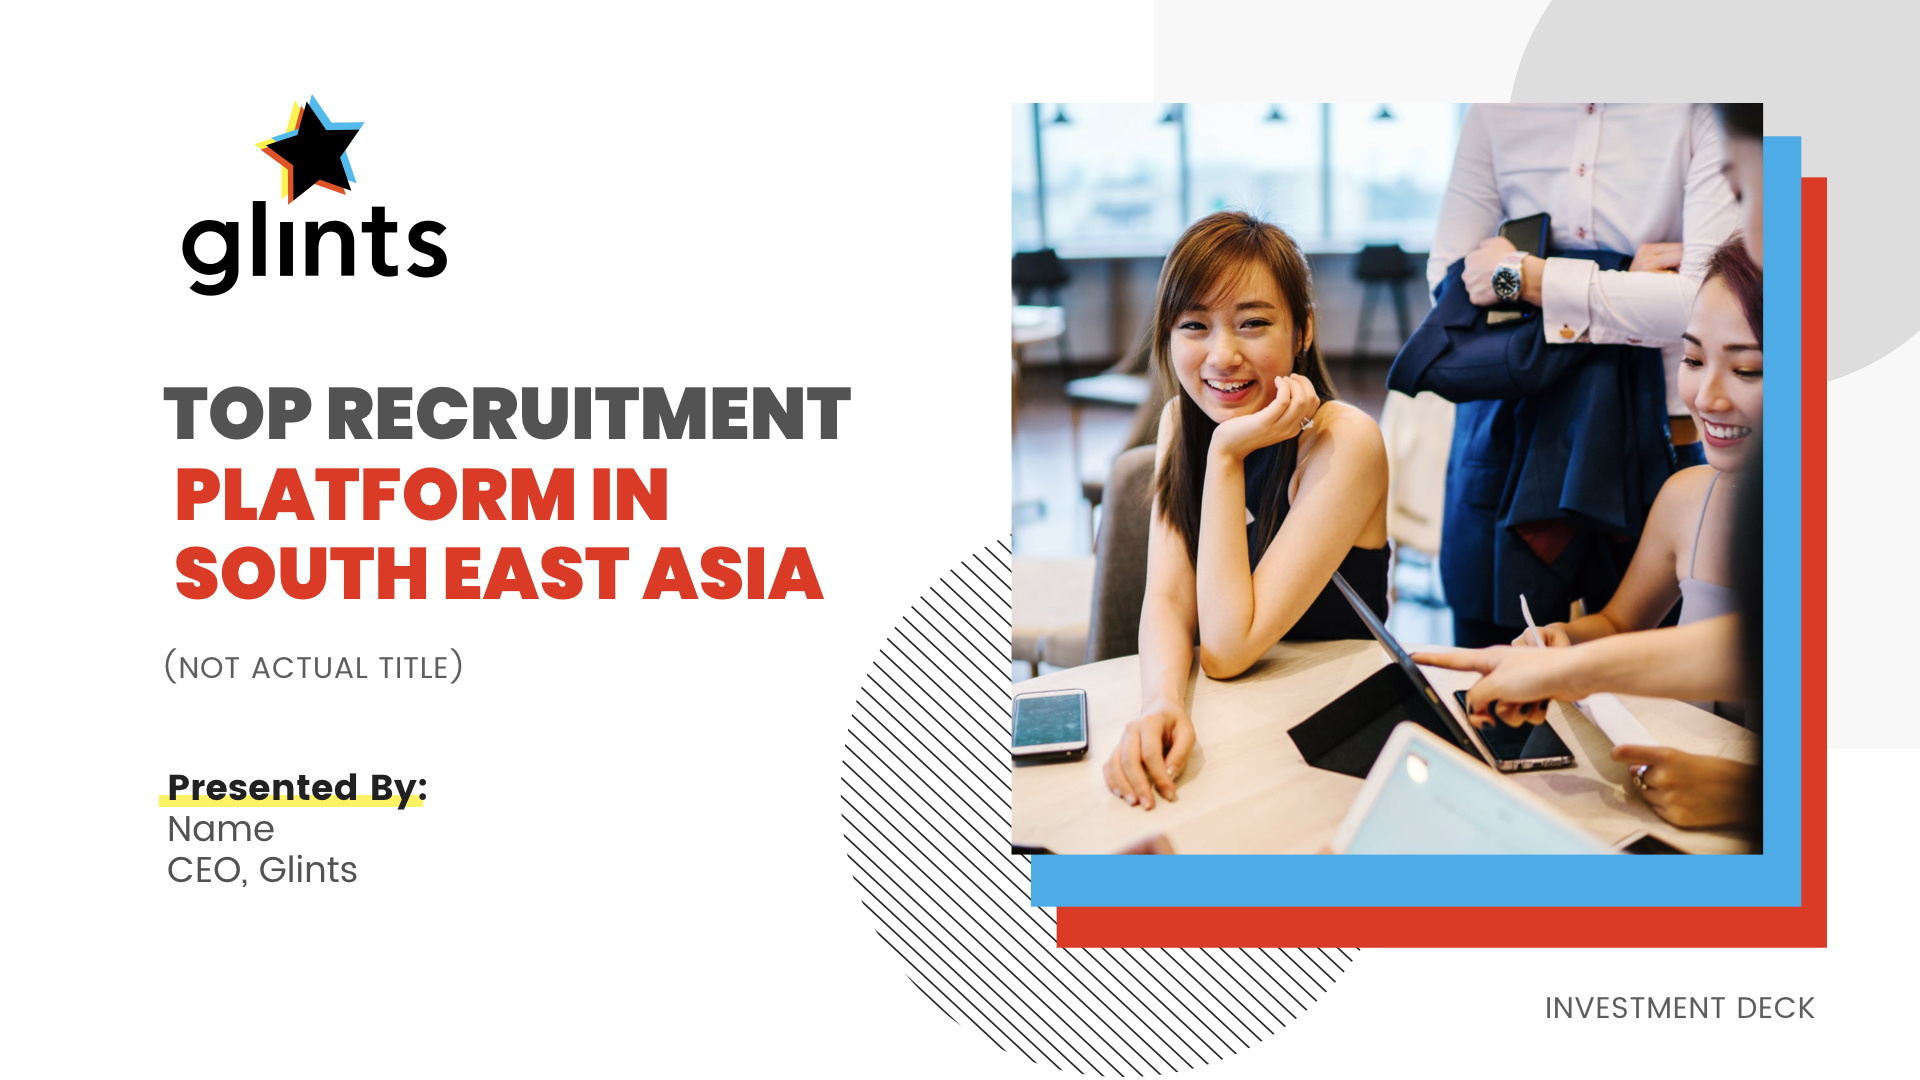 glints
TOP RECRUITMENT
PLATFORM IN
SOUTH EAST ASIA
(NOT ACTUAL TITLE)
Presented By:
Name
CEO, Glints
INVESTMENT DECK